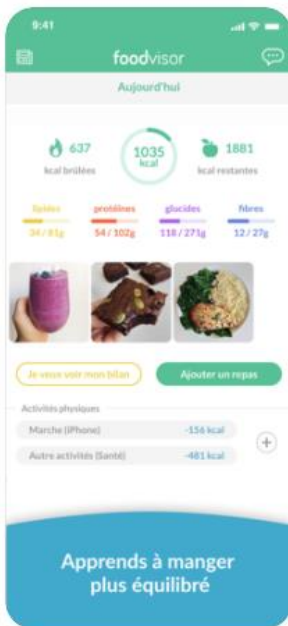 9:41
foodvisor
Aujourd'hui
637
kcal brûlées
1035
kcal
1881
kcal restantes
lipides
protéines
glucides
fibres
34 / 81g
54 / 102g
118 / 271g
12 / 27g
Je veux voir mon bilan
Ajouter un repas
Activités physiques
Marche (iPhone)
-156 kcal
Autre activités (Santé)
-481 kcal
Apprends à manger
plus équilibré